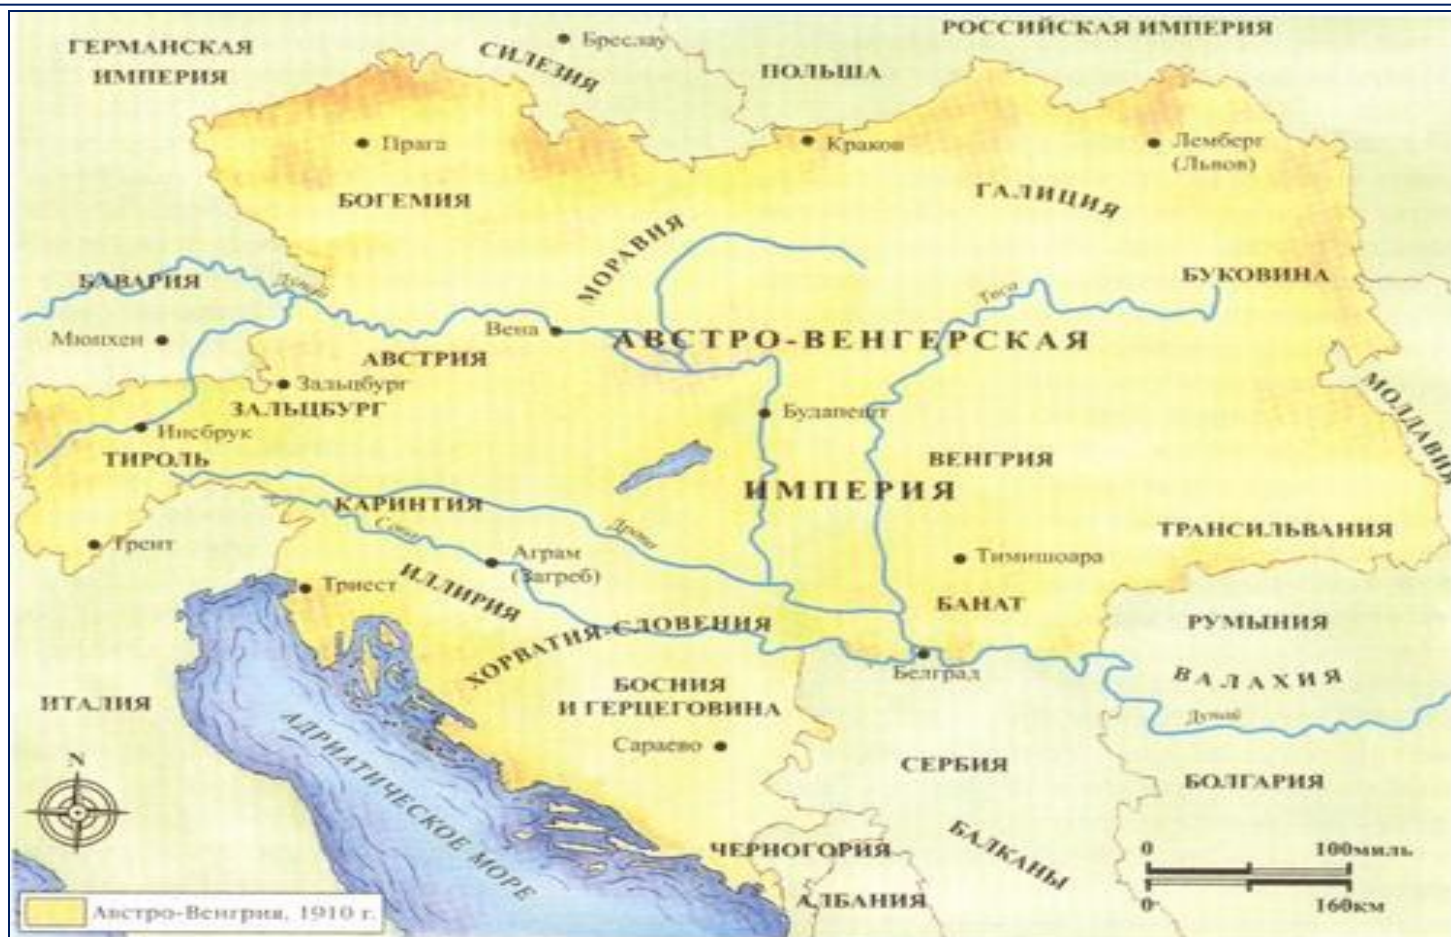 ГЕРМАНСКАЯ
ИМПЕРИЯ
СИЛЕЗИЯ
Бреслау
ПОЛЬША
РОССИЙСКАЯ ИМПЕРИЯ
Прага
Краков
Лемберг
(Львов)
БОГЕМИЯ
ГАЛИЦИЯ
МОРАВИЯ
БАВАРИЯ
Дунай
Тиса
БУКОВИНА
Мюнхен
Вена
АВСТРО-ВЕНГЕРСКАЯ
АВСТРИЯ
Зальцбург
ЗАЛЬЦБУРГ
МОЛДАВИЯ
Инсбрук
Будапешт
ТИРОЛЬ
ВЕНГРИЯ
ИМПЕРИЯ
КАРИНТИЯ
Трент
Драва
ТРАНСИЛЬВАНИЯ
Аграм
(Загреб)
Тимишоара
Триест
ИЛЛИРИЯ
БАНАТ
ХОРВАТИЯ-СЛОВЕНИЯ
РУМЫНИЯ
Белград
ВАЛАХИЯ
БОСНИЯ
И ГЕРЦЕГОВИНА
ИТАЛИЯ
Дунай
Сараево
АДРИАТИЧЕСКОЕ МОРЕ
СЕРБИЯ
БОЛГАРИЯ
N
БАЛКАНЫ
ЧЕРНОГОРИЯ
АЛБАНИЯ
0 100миль
0 160км
Австро-Венгрия, 1910 г.